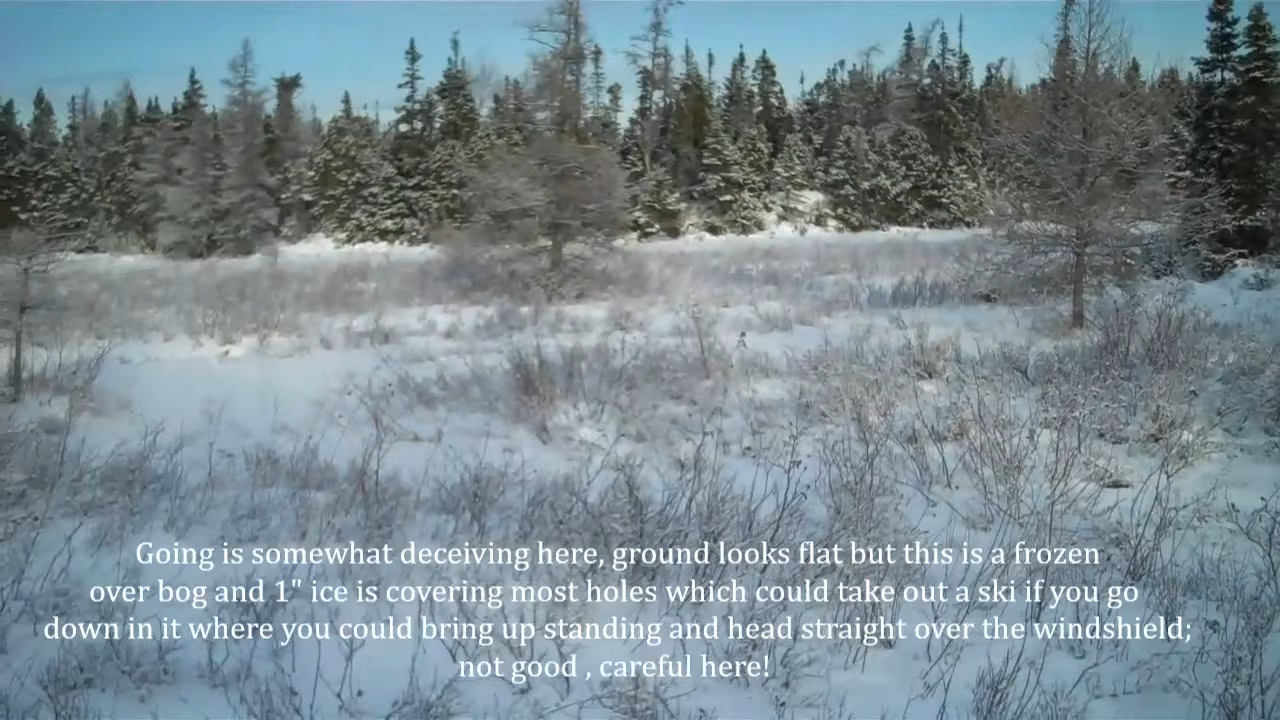 Going is somewhat deceiving here, ground looks flat but this is a frozen
over bog and 1" ice is covering most holes which could take out a ski if you go
down in it where you could bring up standing and head straight over the windshield;
not good , careful here!